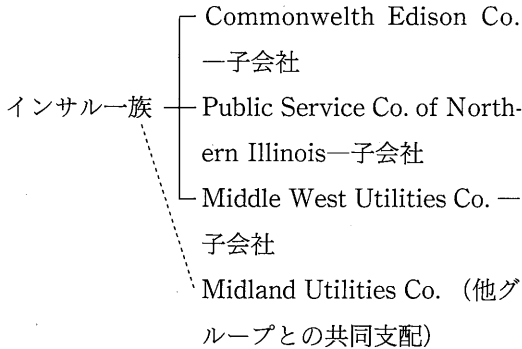 Commonwelth Edison Co.
―子会社
インサル一族
Public Service Co. of North-
ern Illinois―子会社
Middle West Utilities Co. ―
子会社
Midland Utilities Co. (他グ
ループとの共同支配)